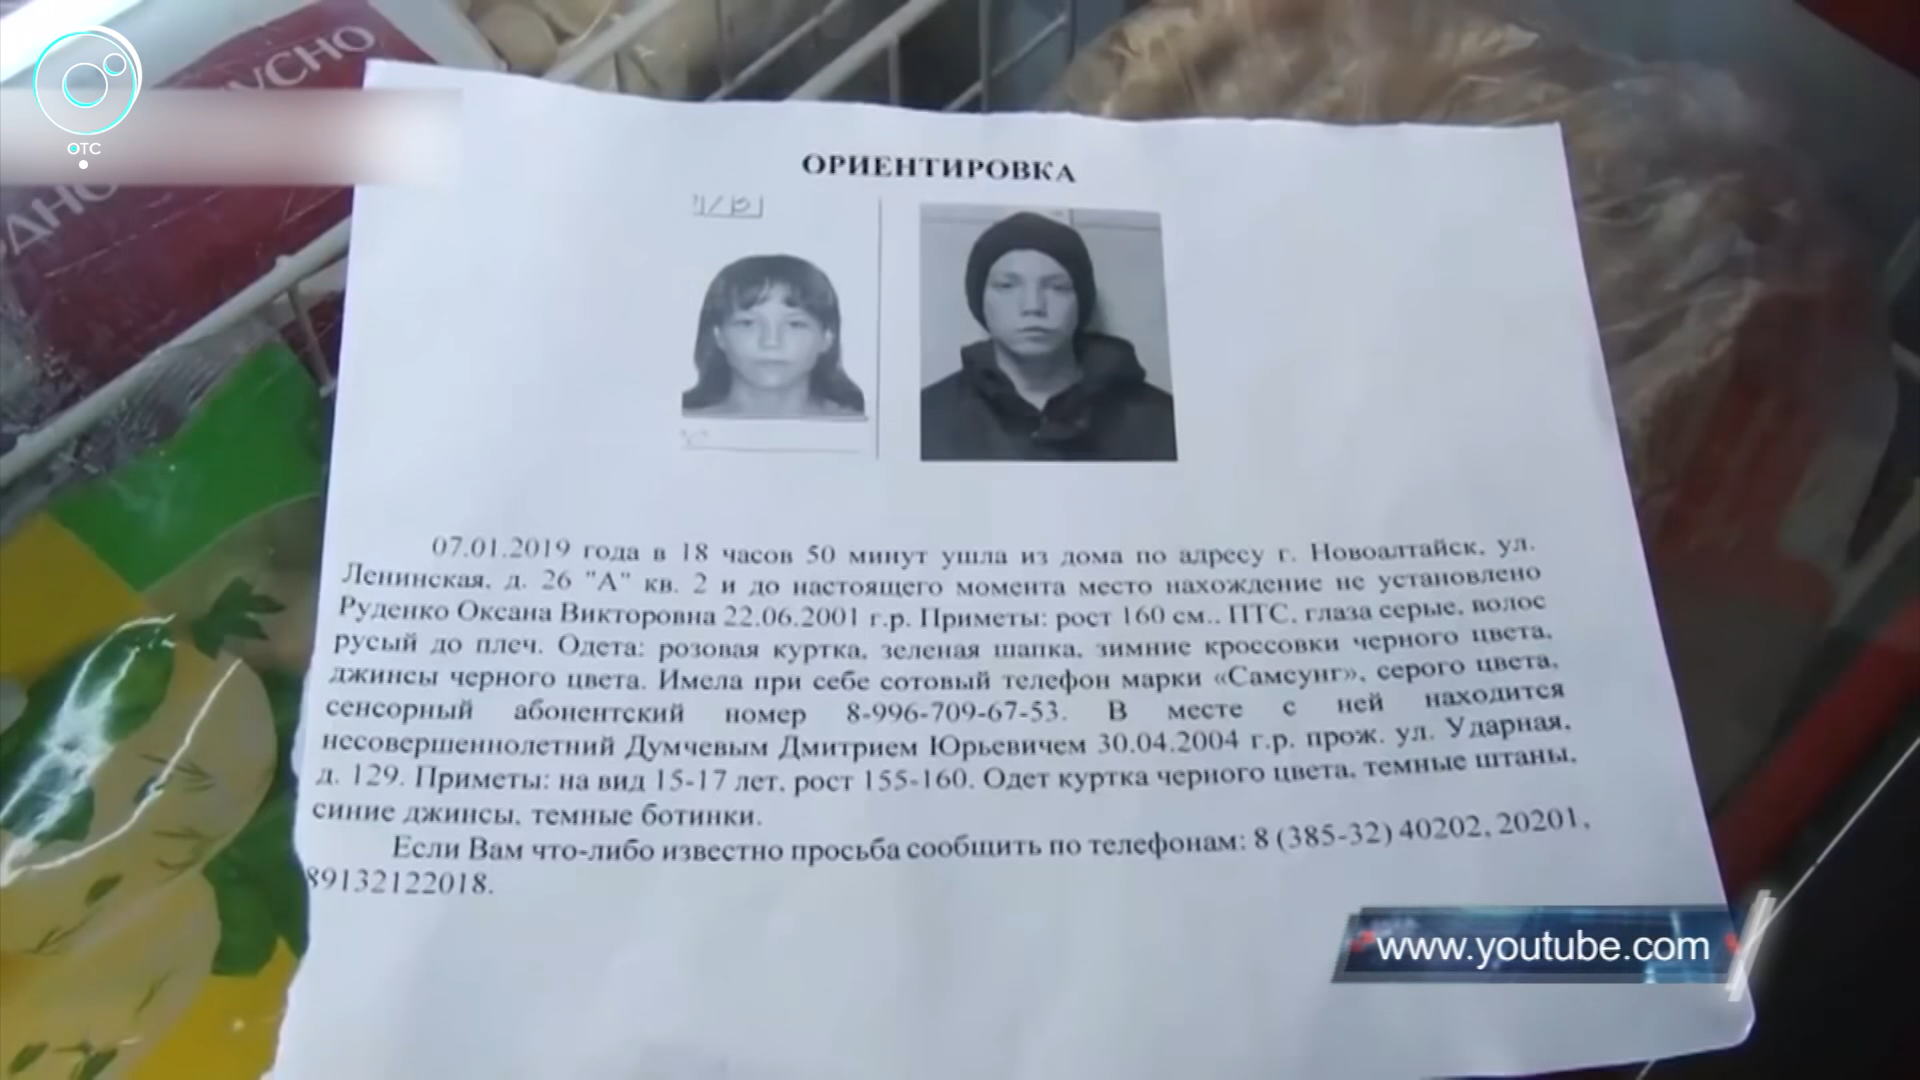 ОТС
УСНО
ДАНО
ОРИЕНТИРОВКА
07.01.2019 года в 18 часов 50 минут ушла из дома по адресу г. Новоалтайск, ул.
Ленинская, д. 26 "А" кв. 2 и до настоящего момента место нахождение не установлено
Руденко Оксана Викторовна 22.06.2001 г.р. Приметы: рост 160 см., ПТС, глаза серые, волос
русый до плеч. Одета: розовая куртка, зеленая шапка, зимние кроссовки черного цвета,
джинсы черного цвета. Имела при себе сотовый телефон марки «Самсунг», серого цвета,
сенсорный абонентский номер 8-996-709-67-53. В месте с ней находится
несовершеннолетний Думчевым Дмитрием Юрьевичем 30.04.2004 г.р. прож. ул. Ударная,
д. 129. Приметы: на вид 15-17 лет, рост 155-160. Одет куртка черного цвета, темные штаны,
синие джинсы, темные ботинки.
Если Вам что-либо известно просьба сообщить по телефонам: 8 (385-32) 40202, 20201,
89132122018.
www.youtube.com